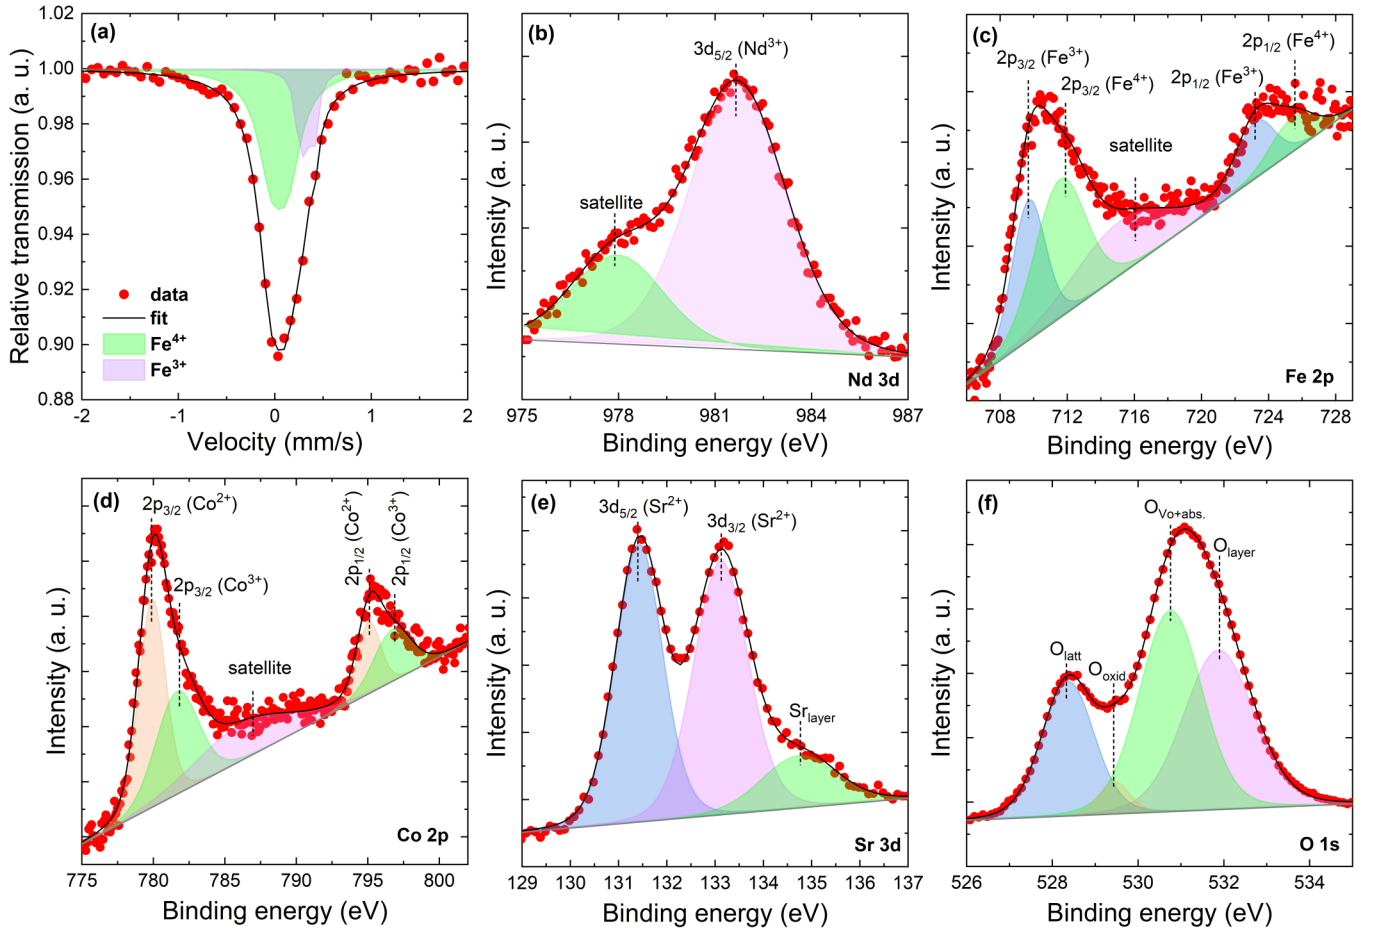 (a)
1.02
1.00
0.98
0.96
0.94
0.92
0.90
0.88
Relative transmission (a. u.)
data
fit
Fe⁴⁺
Fe³⁺
-2
-1
0
1
2
Velocity (mm/s)
(b)
3d₅/₂ (Nd³⁺)
satellite
Intensity (a. u.)
Nd 3d
975
978
981
984
987
Binding energy (eV)
(c)
2p₃/₂ (Fe³⁺)
2p₃/₂ (Fe⁴⁺)
2p₁/₂ (Fe³⁺)
2p₁/₂ (Fe⁴⁺)
satellite
Intensity (a. u.)
Fe 2p
708
712
716
720
724
728
Binding energy (eV)
(d)
2p₃/₂ (Co²⁺)
2p₃/₂ (Co³⁺)
satellite
2p₁/₂ (Co²⁺)
2p₁/₂ (Co³⁺)
Intensity (a. u.)
Co 2p
775
780
785
790
795
800
Binding energy (eV)
(e)
3d₅/₂ (Sr²⁺)
3d₃/₂ (Sr²⁺)
Sr_layer
Intensity (a. u.)
Sr 3d
129
130
131
132
133
134
135
136
137
Binding energy (eV)
(f)
O_Vo+abs.
O_layer
O_latt
O_oxid
Intensity (a. u.)
O 1s
526
528
530
532
534
Binding energy (eV)